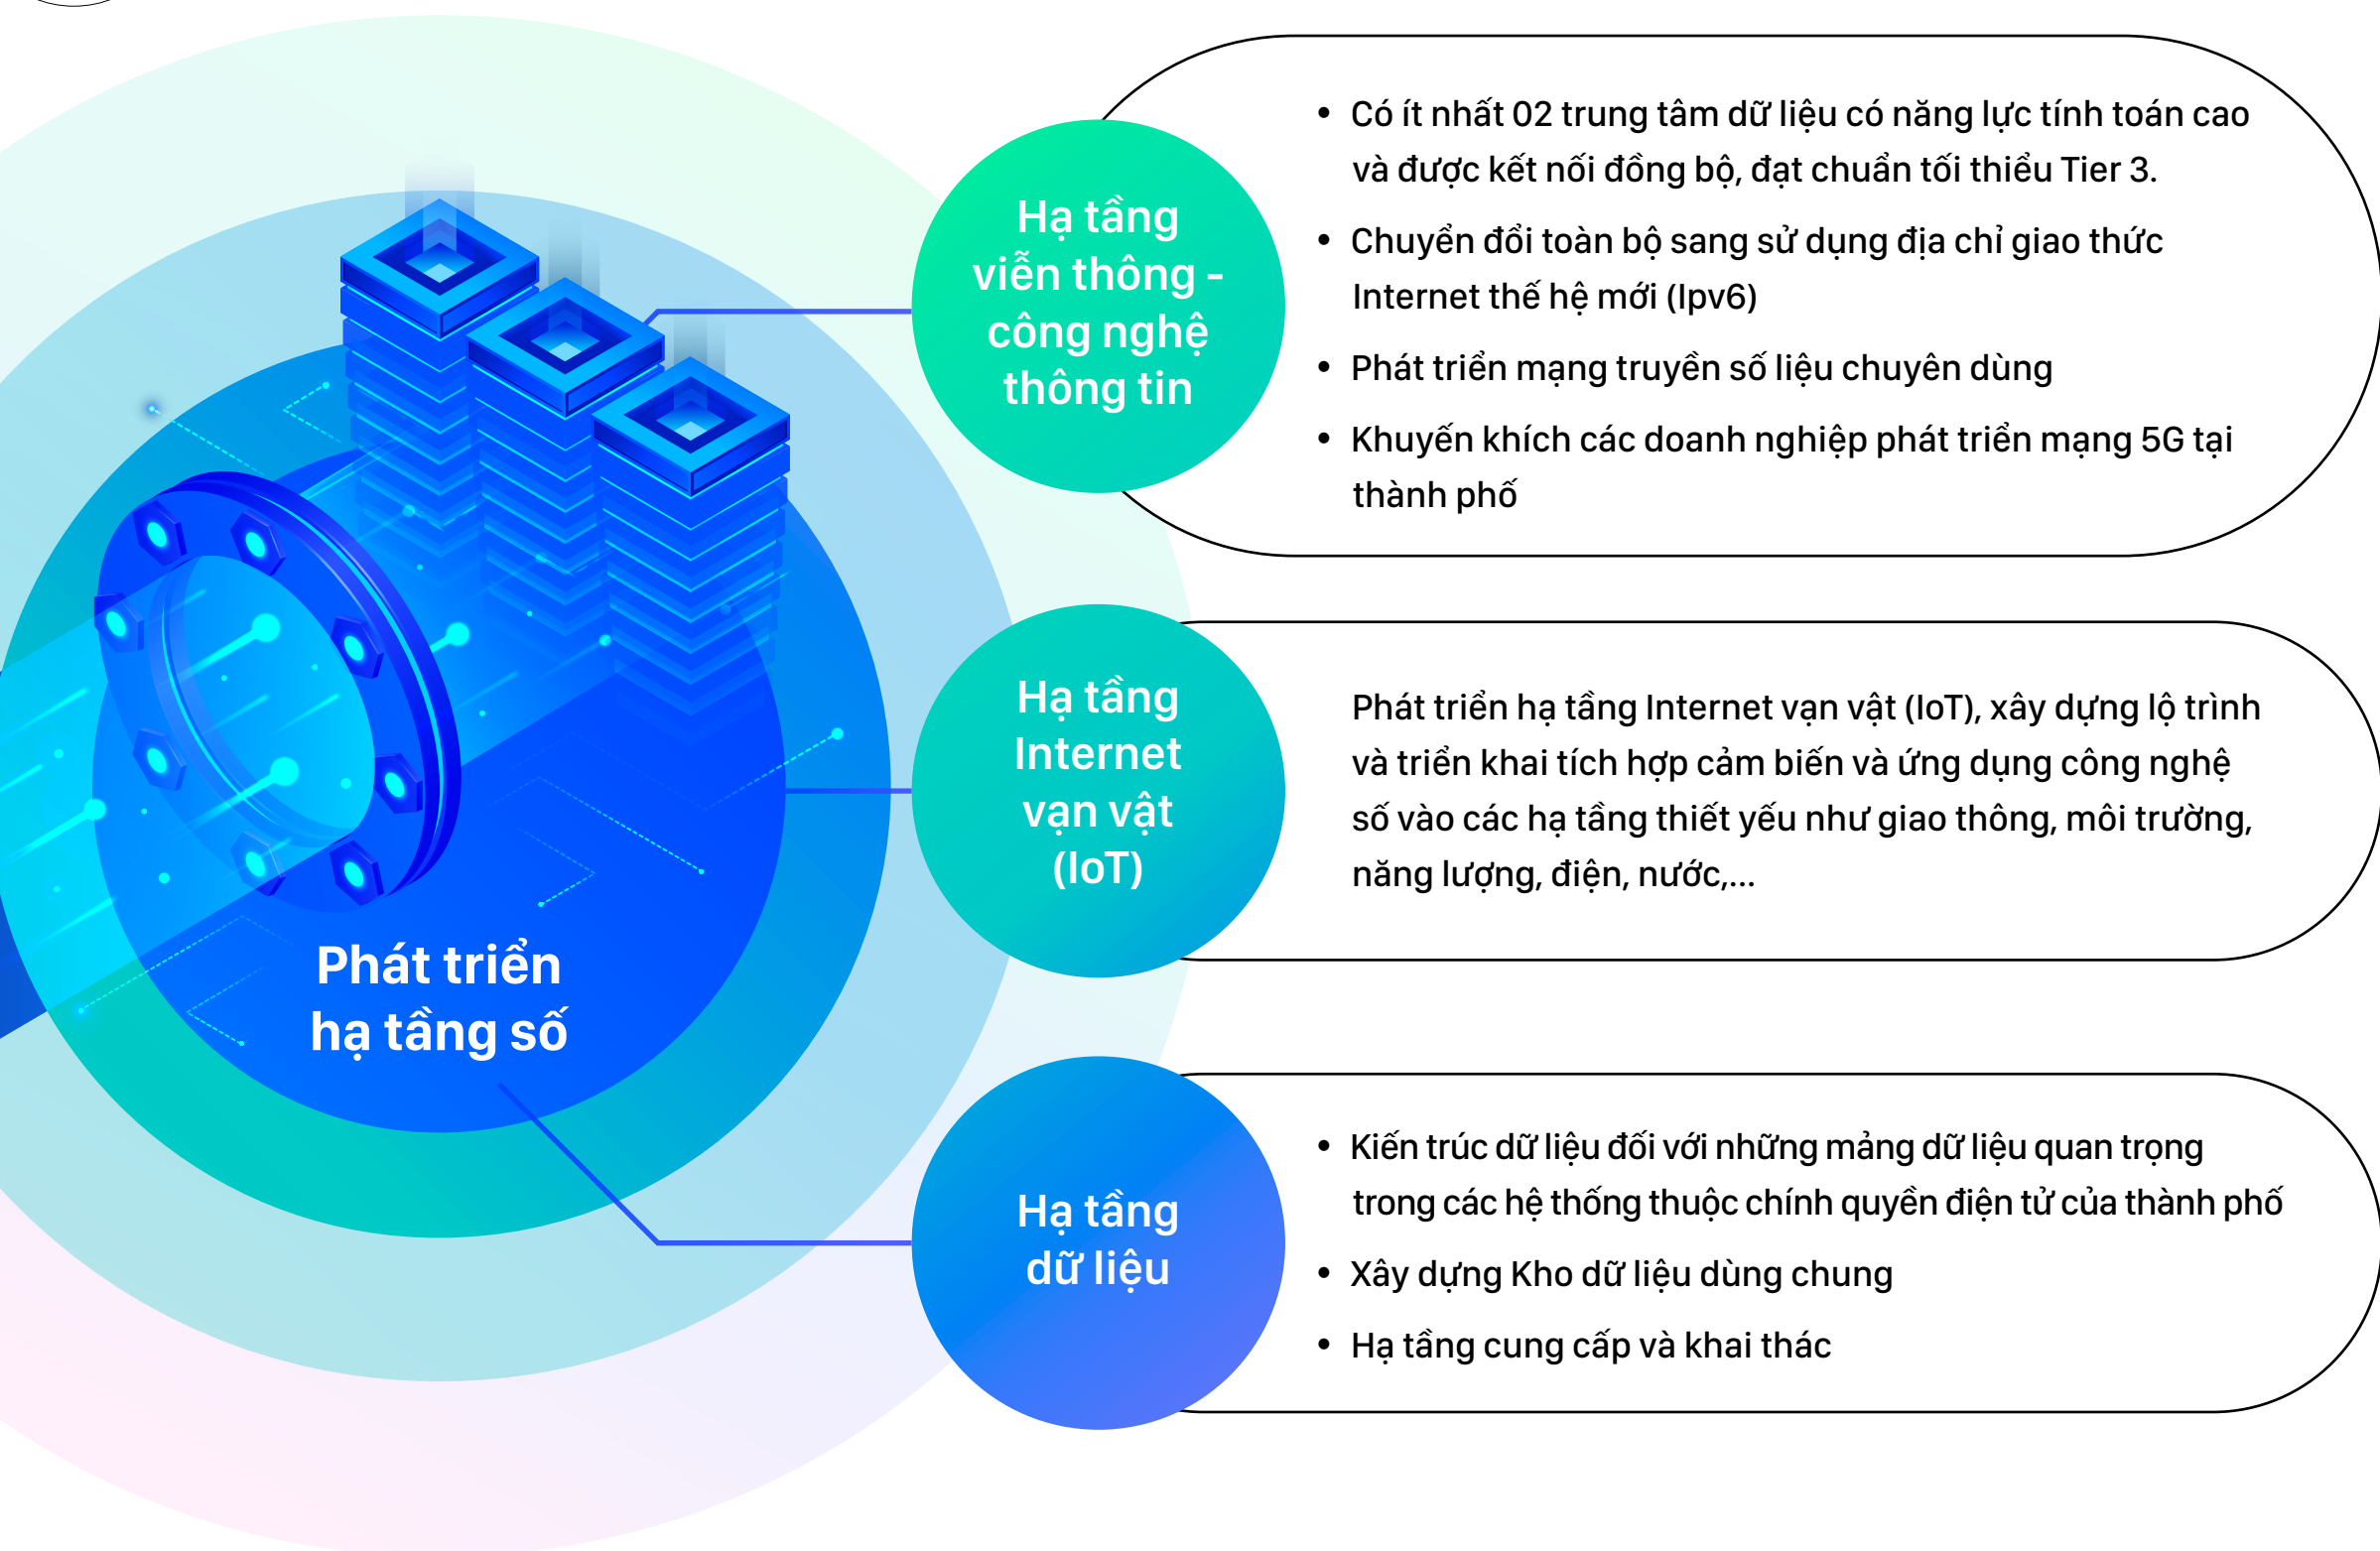 Phát triển
hạ tầng số
Hạ tầng
viễn thông -
công nghệ
thông tin
• Có ít nhất 02 trung tâm dữ liệu có năng lực tính toán cao
và được kết nối đồng bộ, đạt chuẩn tối thiểu Tier 3.
• Chuyển đổi toàn bộ sang sử dụng địa chỉ giao thức
Internet thế hệ mới (Ipv6)
• Phát triển mạng truyền số liệu chuyên dùng
• Khuyến khích các doanh nghiệp phát triển mạng 5G tại
thành phố
Hạ tầng
Internet
vạn vật
(IoT)
Phát triển hạ tầng Internet vạn vật (IoT), xây dựng lộ trình
và triển khai tích hợp cảm biến và ứng dụng công nghệ
số vào các hạ tầng thiết yếu như giao thông, môi trường,
năng lượng, điện, nước,...
Hạ tầng
dữ liệu
• Kiến trúc dữ liệu đối với những mảng dữ liệu quan trọng
trong các hệ thống thuộc chính quyền điện tử của thành phố
• Xây dựng Kho dữ liệu dùng chung
• Hạ tầng cung cấp và khai thác